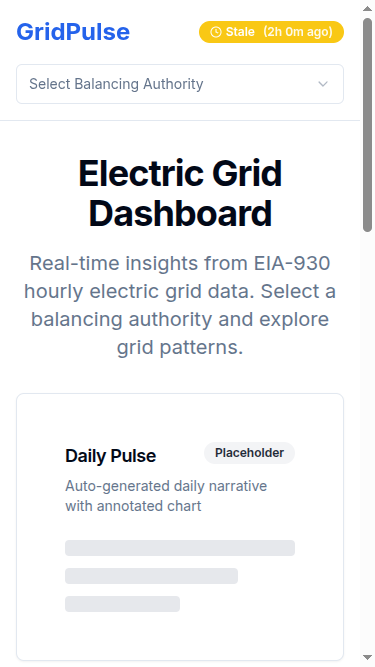 GridPulse
Stale (2h 0m ago)
Select Balancing Authority
Electric Grid
Dashboard
Real-time insights from EIA-930
hourly electric grid data. Select a
balancing authority and explore
grid patterns.
Daily Pulse
Placeholder
Auto-generated daily narrative
with annotated chart